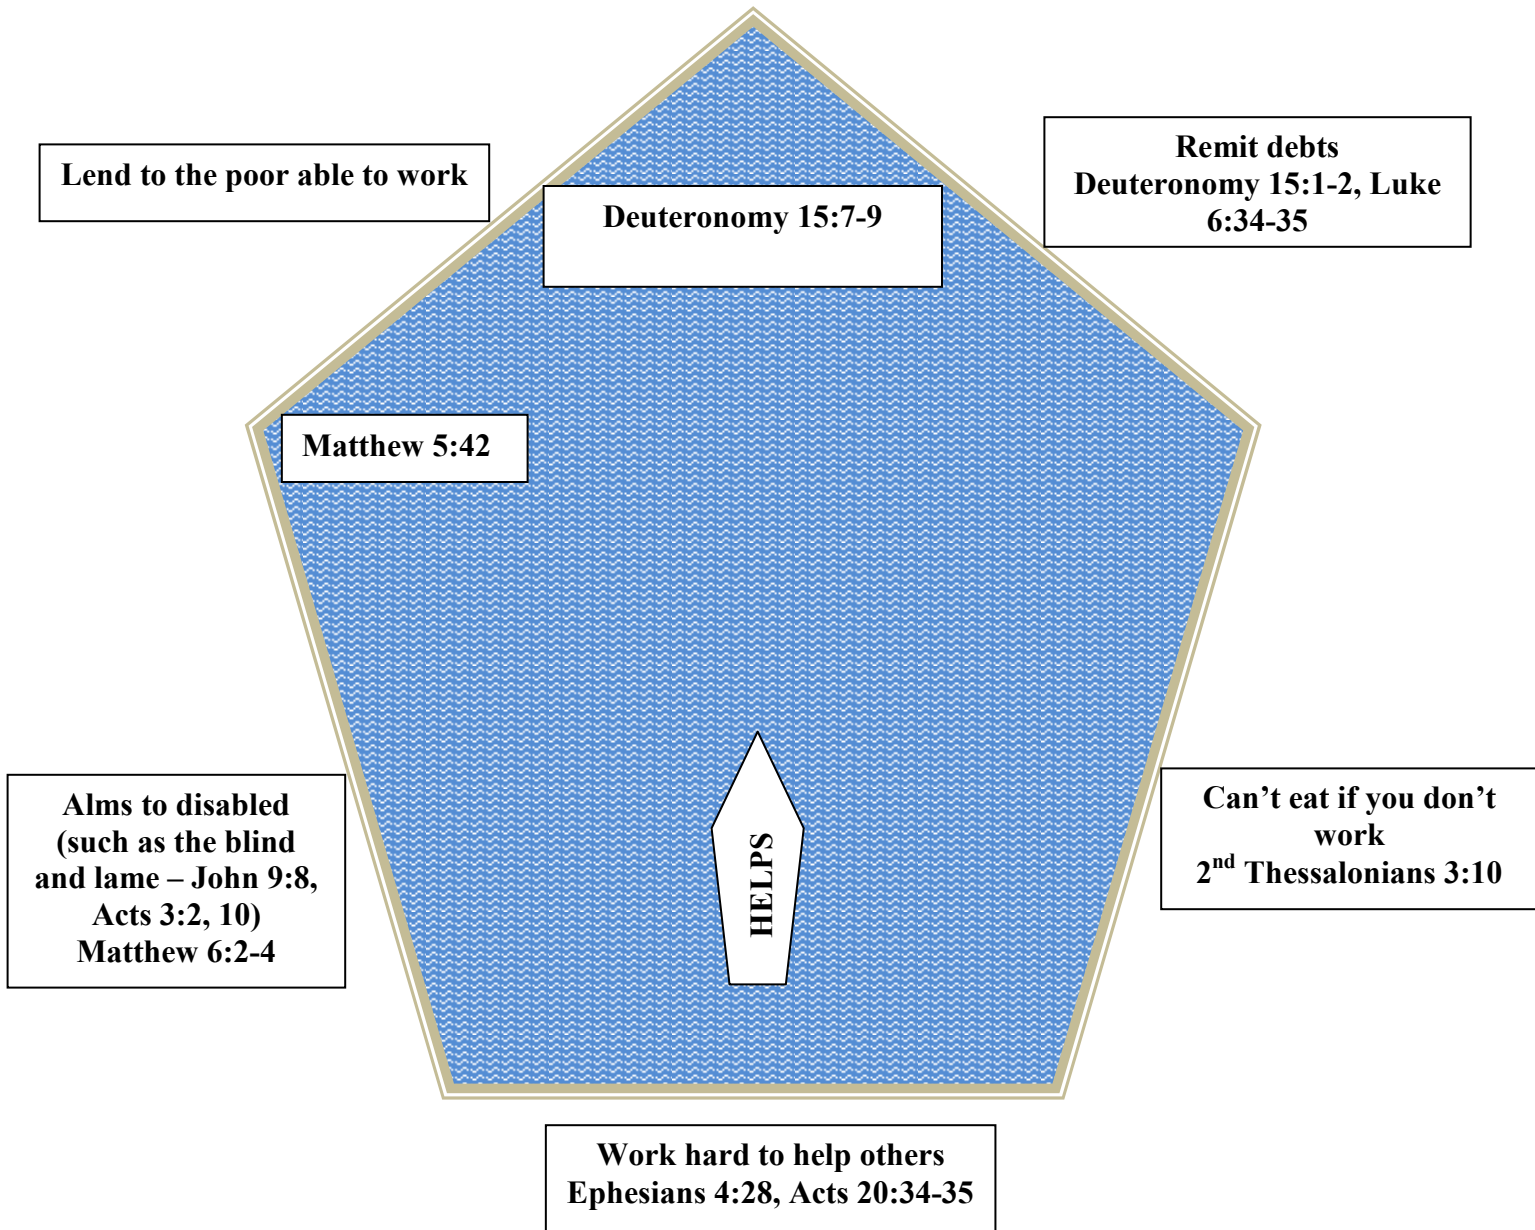 Lend to the poor able to work
Remit debts
Deuteronomy 15:1-2, Luke
6:34-35
Deuteronomy 15:7-9
Matthew 5:42
Alms to disabled
(such as the blind
and lame – John 9:8,
Acts 3:2, 10)
Matthew 6:2-4
HELPS
Can’t eat if you don’t
work
2nd Thessalonians 3:10
Work hard to help others
Ephesians 4:28, Acts 20:34-35